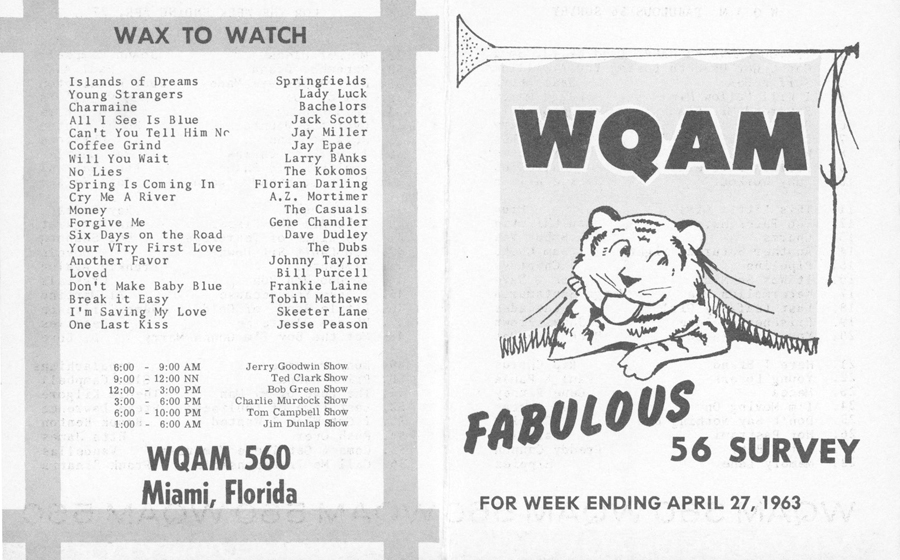 WAX TO WATCH
Islands of Dreams Springfields
Young Strangers Lady Luck
Charmaine Bachelors
All I See Is Blue Jack Scott
Can't You Tell Him No Jay Miller
Coffee Grind Jay Epae
Will You Wait Larry BAnks
No Lies The Kokomos
Spring Is Coming In Florian Darling
Cry Me A River A.Z. Mortimer
Money The Casuals
Forgive Me Gene Chandler
Six Days on the Road Dave Dudley
Your VTry First Love The Dubs
Another Favor Johnny Taylor
Loved Bill Purcell
Don't Make Baby Blue Frankie Laine
Break it Easy Tobin Mathews
I'm Saving My Love Skeeter Lane
One Last Kiss Jesse Peason
6:00 - 9:00 AM Jerry Goodwin Show
9:00 - 12:00 NN Ted Clark Show
12:00 - 3:00 PM Bob Green Show
3:00 - 6:00 PM Charlie Murdock Show
6:00 - 10:00 PM Tom Campbell Show
1:00 - 6:00 AM Jim Dunlap Show
WQAM 560
Miami, Florida
WQAM
FABULOUS
56 SURVEY
FOR WEEK ENDING APRIL 27, 1963